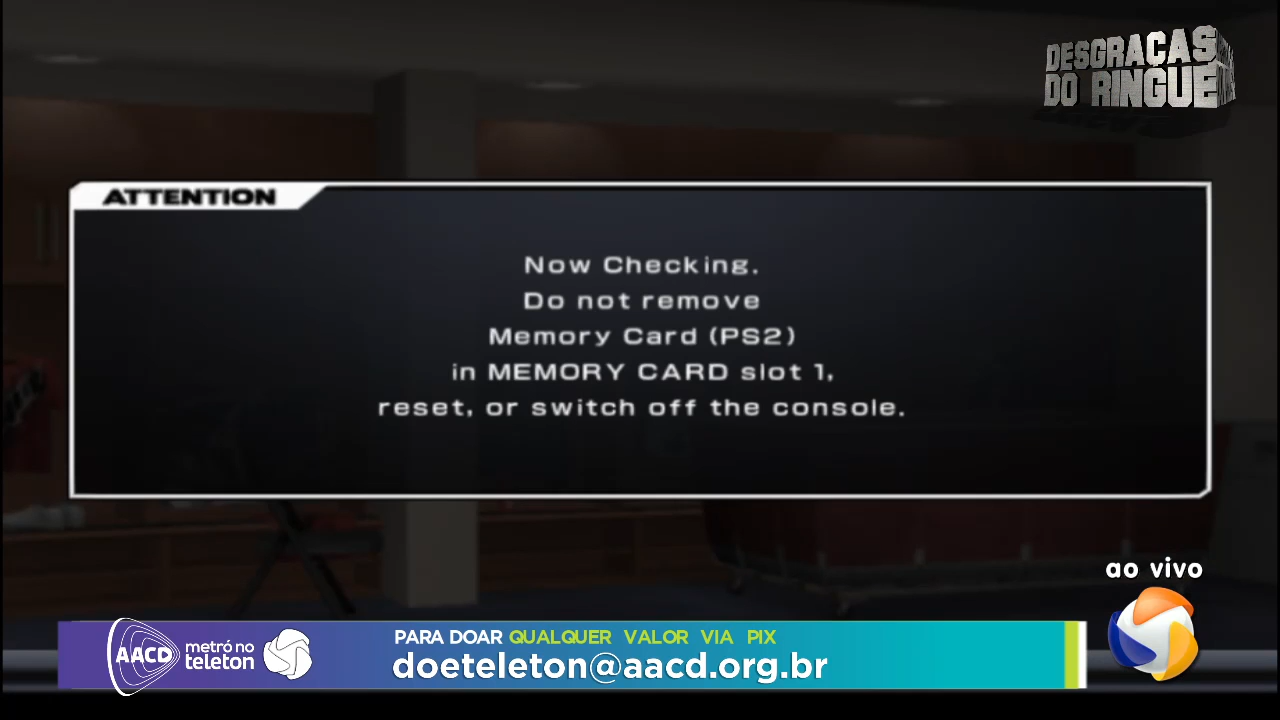 DESGRAÇAS
DO RINGUE
ATTENTION
Now Checking.
Do not remove
Memory Card (PS2)
in MEMORY CARD slot 1,
reset, or switch off the console.
ao vivo
AACD
metrô no
teleton
PARA DOAR QUALQUER VALOR VIA PIX
doeteleton@aacd.org.br